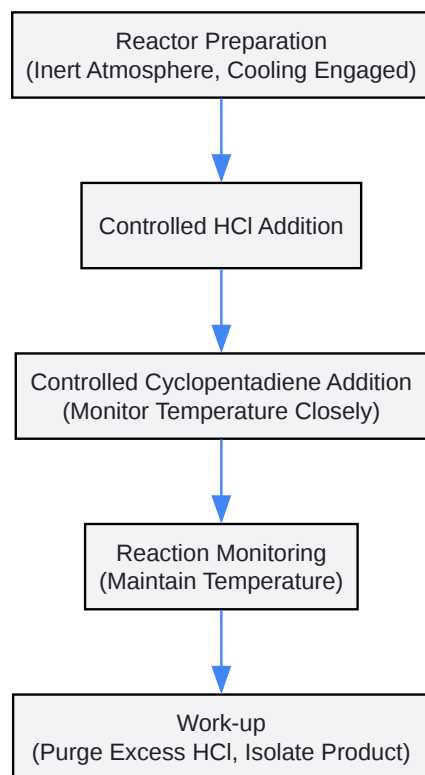 Reactor Preparation
(Inert Atmosphere, Cooling Engaged)
Controlled HCl Addition
Controlled Cyclopentadiene Addition
(Monitor Temperature Closely)
Reaction Monitoring
(Maintain Temperature)
Work-up
(Purge Excess HCl, Isolate Product)